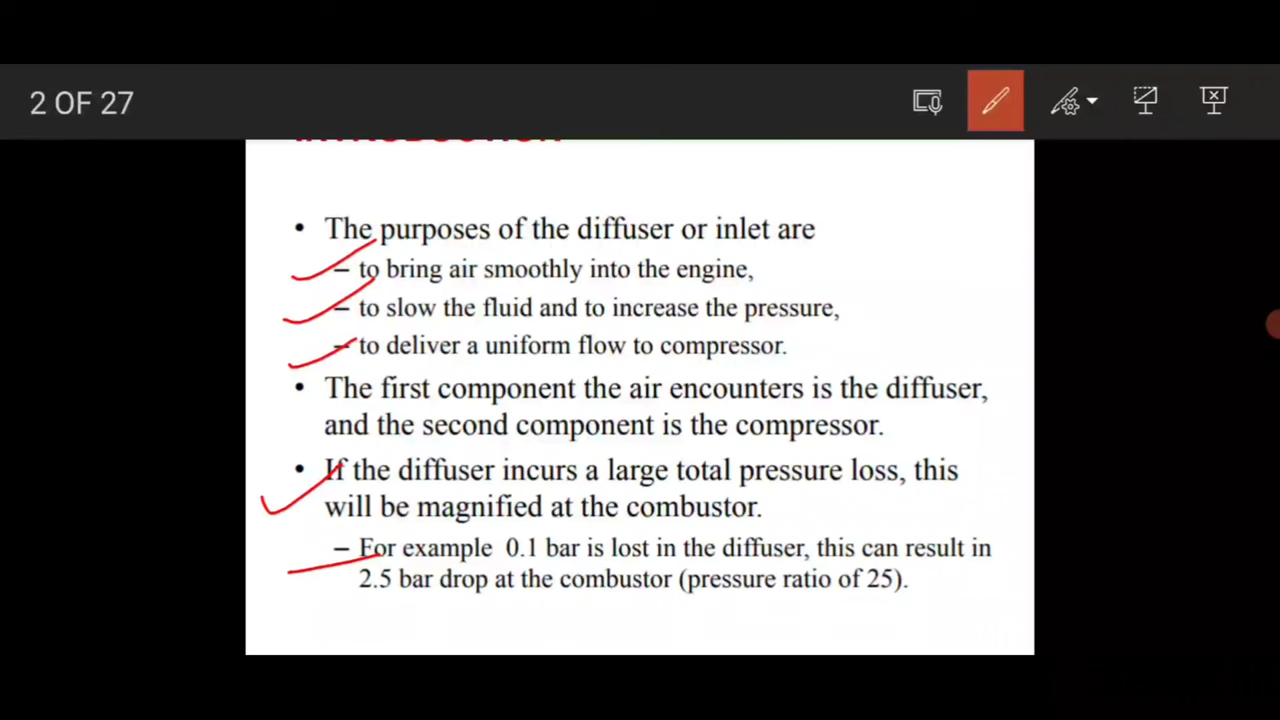 2 OF 27
INTRODUCTION
• The purposes of the diffuser or inlet are
– to bring air smoothly into the engine,
– to slow the fluid and to increase the pressure,
– to deliver a uniform flow to compressor.
• The first component the air encounters is the diffuser,
and the second component is the compressor.
• If the diffuser incurs a large total pressure loss, this
will be magnified at the combustor.
– For example 0.1 bar is lost in the diffuser, this can result in
2.5 bar drop at the combustor (pressure ratio of 25).